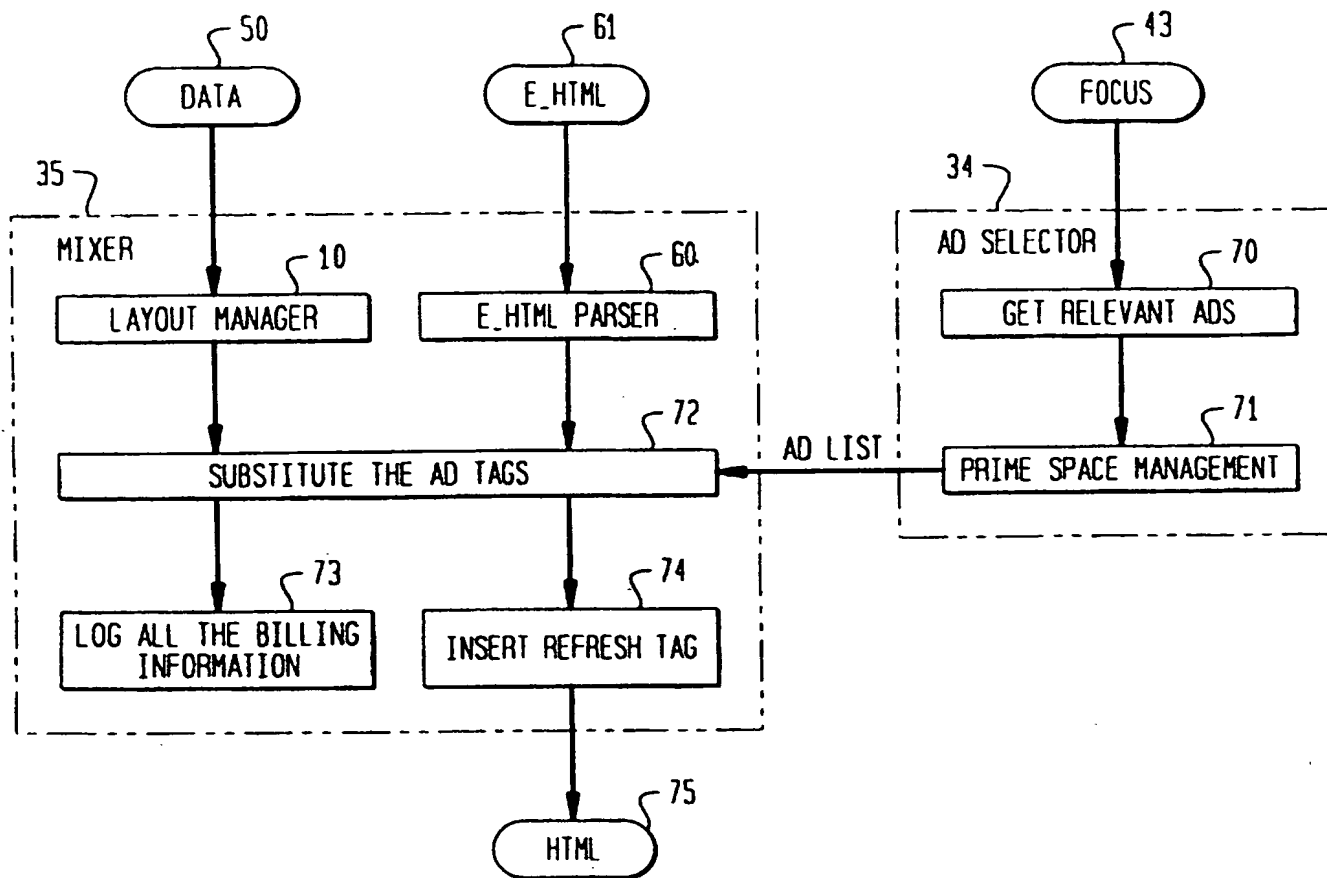 50
61
43
DATA
E_HTML
FOCUS
35
34
MIXER
AD SELECTOR
10
60
70
LAYOUT MANAGER
E_HTML PARSER
GET RELEVANT ADS
72
71
SUBSTITUTE THE AD TAGS
AD LIST
PRIME SPACE MANAGEMENT
73
74
LOG ALL THE BILLING
INFORMATION
INSERT REFRESH TAG
75
HTML